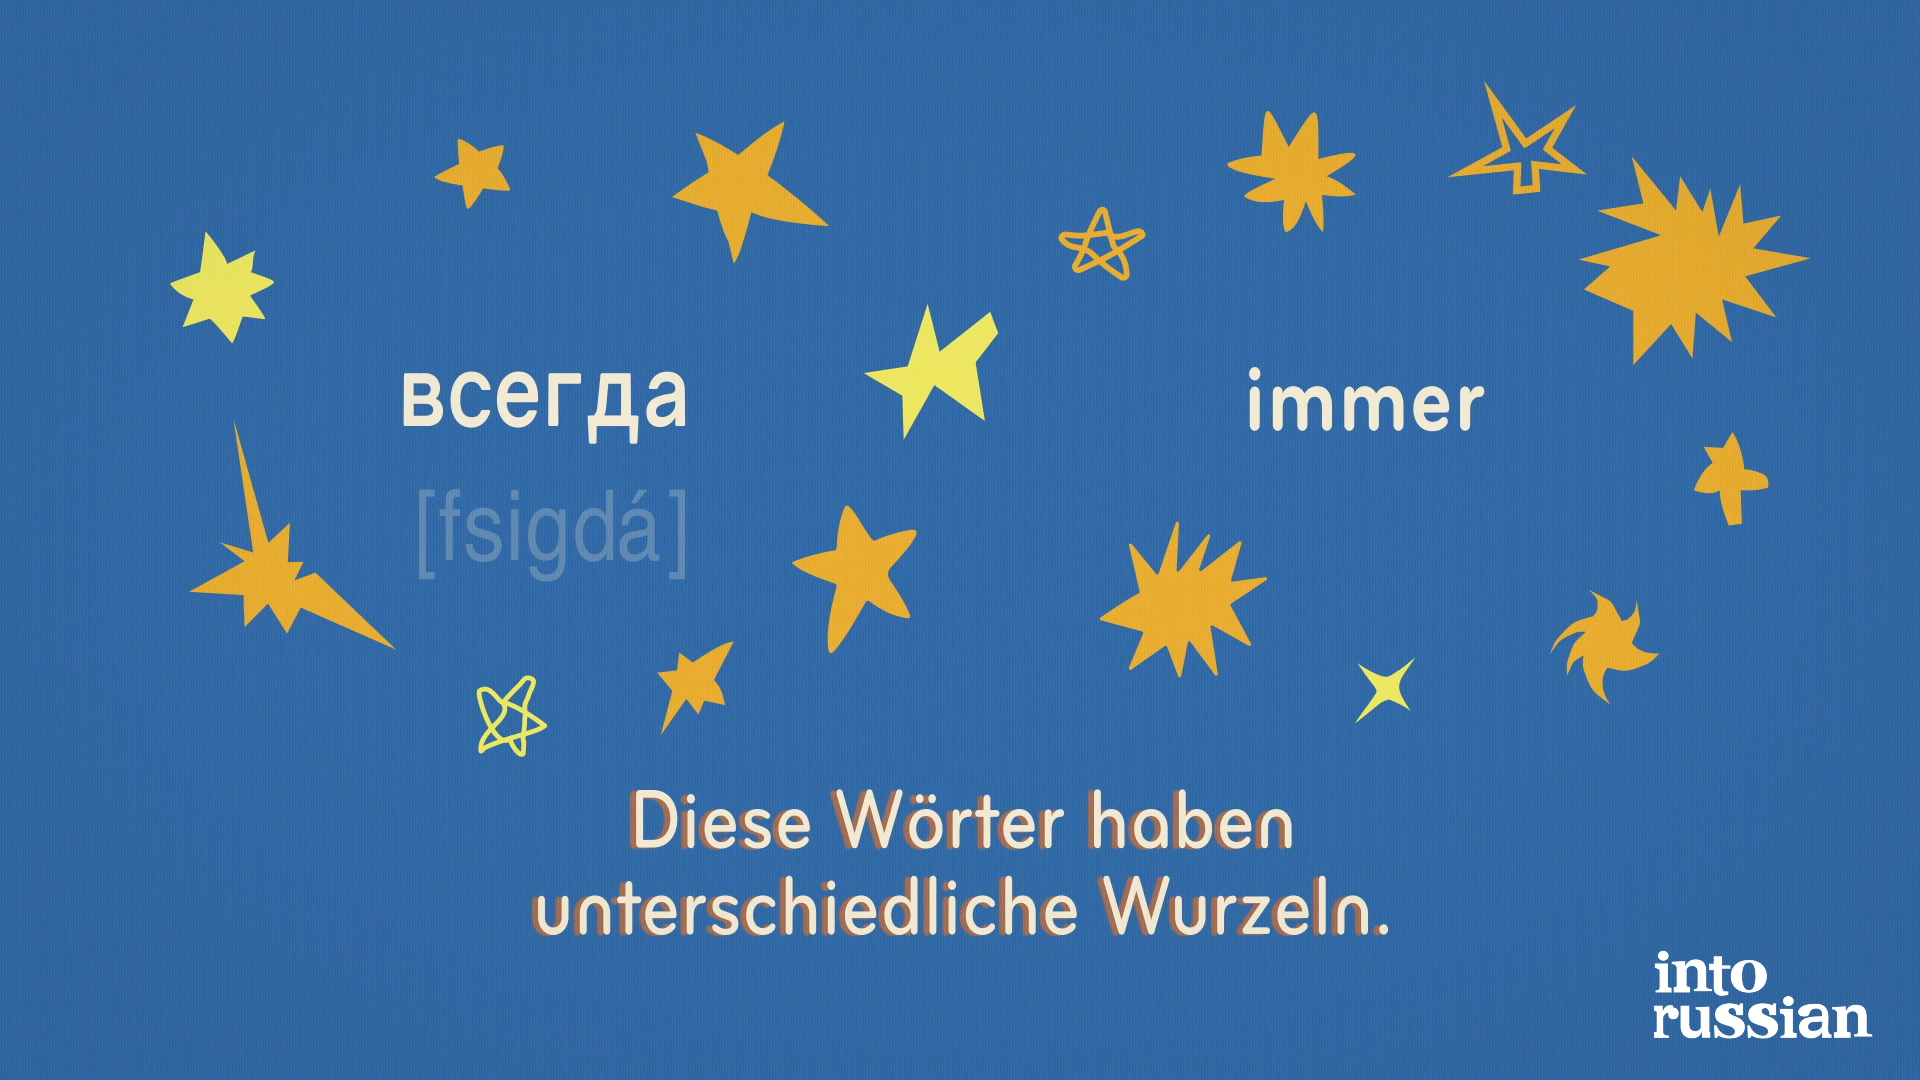 всегда
immer
[fsigdá]
Diese Wörter haben
unterschiedliche Wurzeln.
into
russian